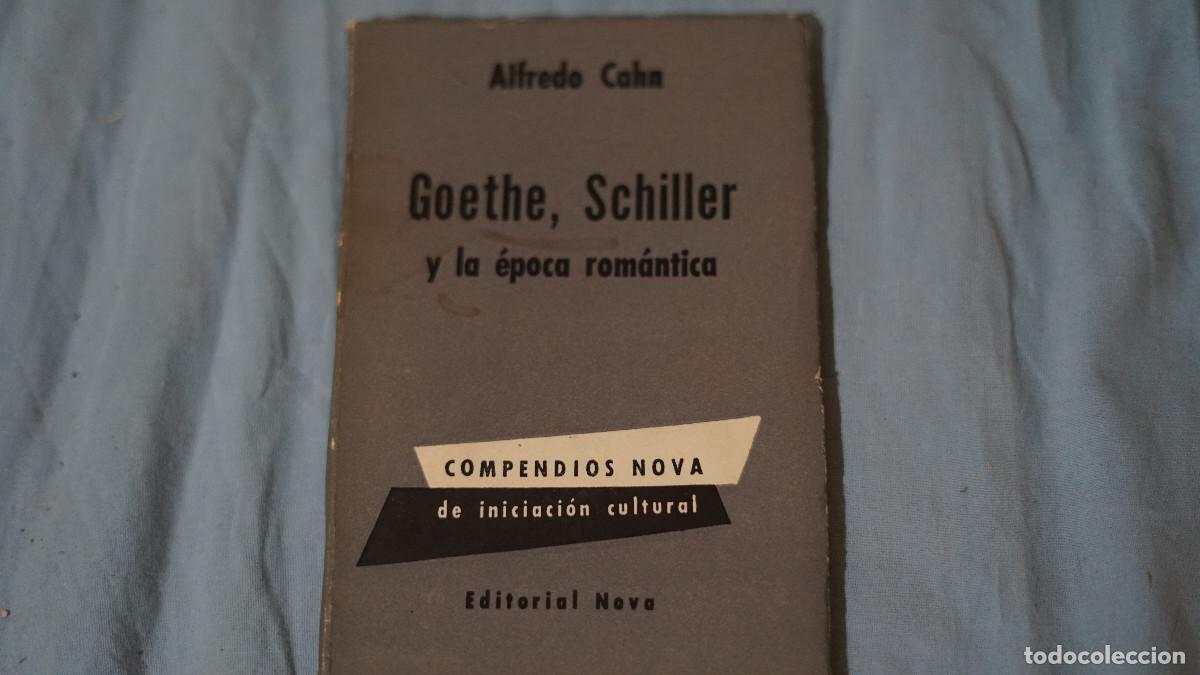 Alfredo Cahn
Goethe, Schiller
y la época romántica
COMPENDIOS NOVA
de iniciación cultural
Editorial Nova
todocoleccion